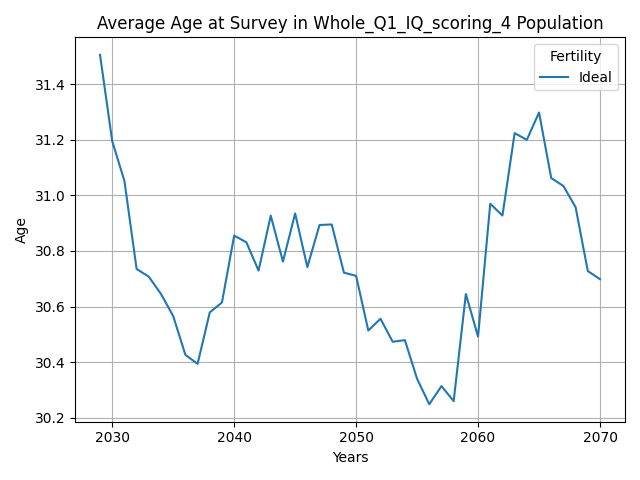 Average Age at Survey in Whole_Q1_IQ_scoring_4 Population
Fertility
Ideal
31.4
31.2
31.0
30.8
30.6
30.4
30.2
Age
2030 2040 2050 2060 2070
Years